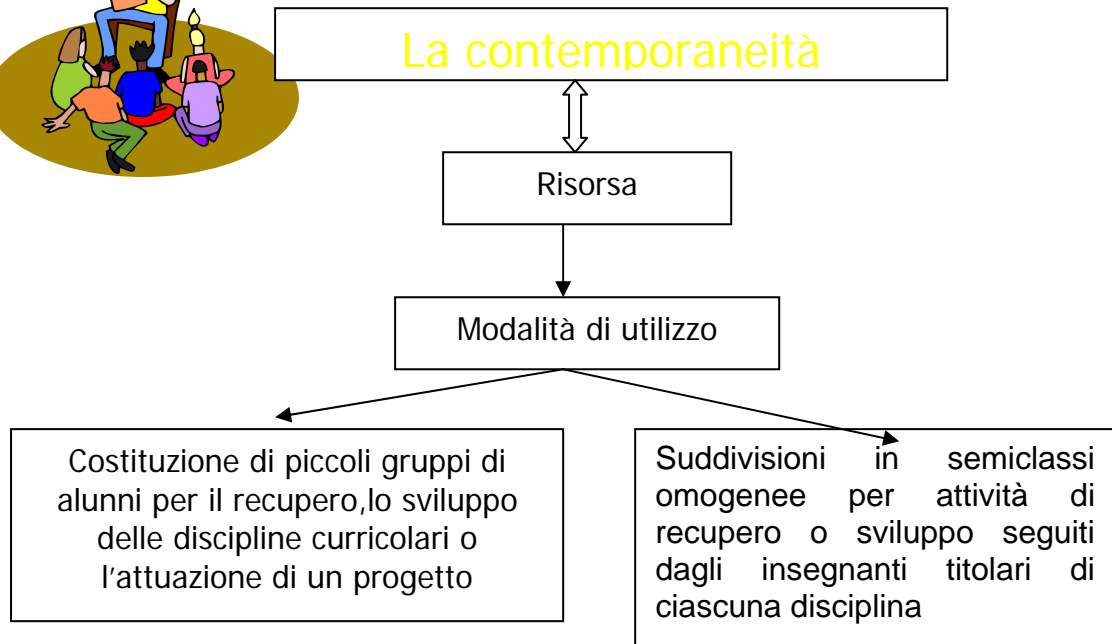 La contemporaneità
Risorsa
Modalità di utilizzo
Costituzione di piccoli gruppi di
alunni per il recupero,lo sviluppo
delle discipline curricolari o
l'attuazione di un progetto
Suddivisioni in semiclassi
omogenee per attività di
recupero o sviluppo seguiti
dagli insegnanti titolari di
ciascuna disciplina